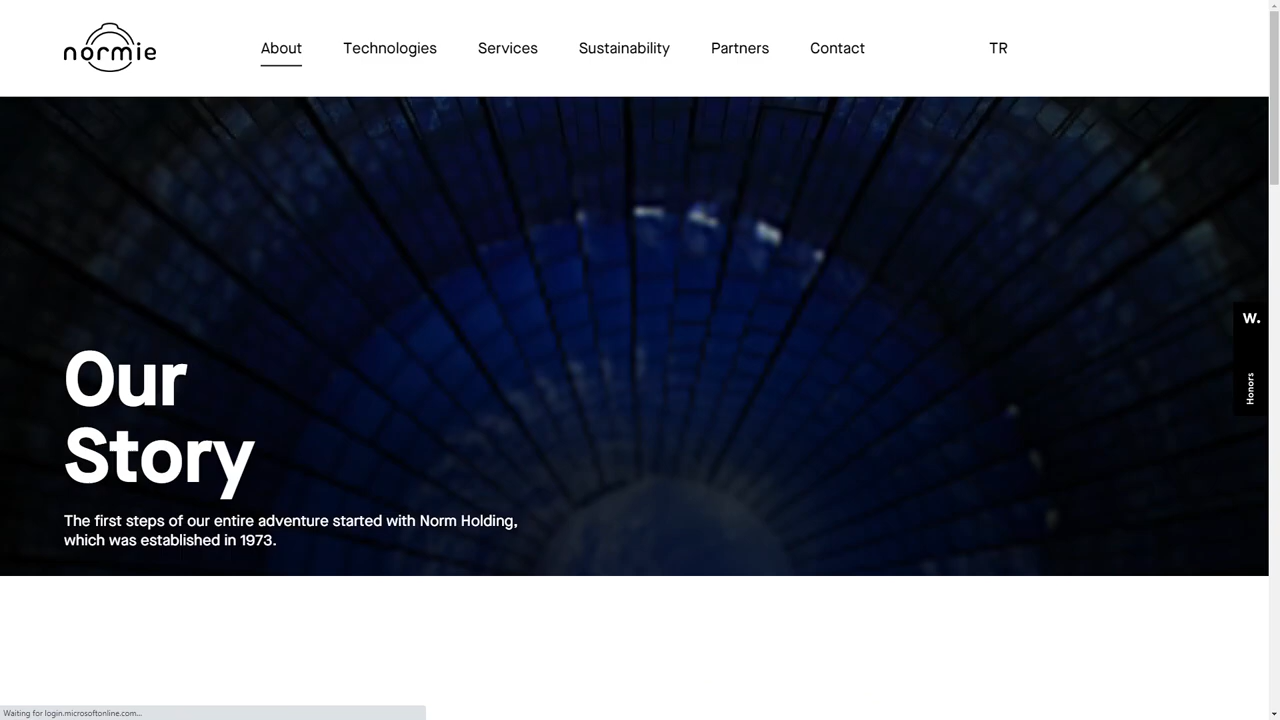 normie
About
Technologies
Services
Sustainability
Partners
Contact
TR
W.
Honors
Our
Story
The first steps of our entire adventure started with Norm Holding,
which was established in 1973.
Waiting for login.microsoftonline.com...